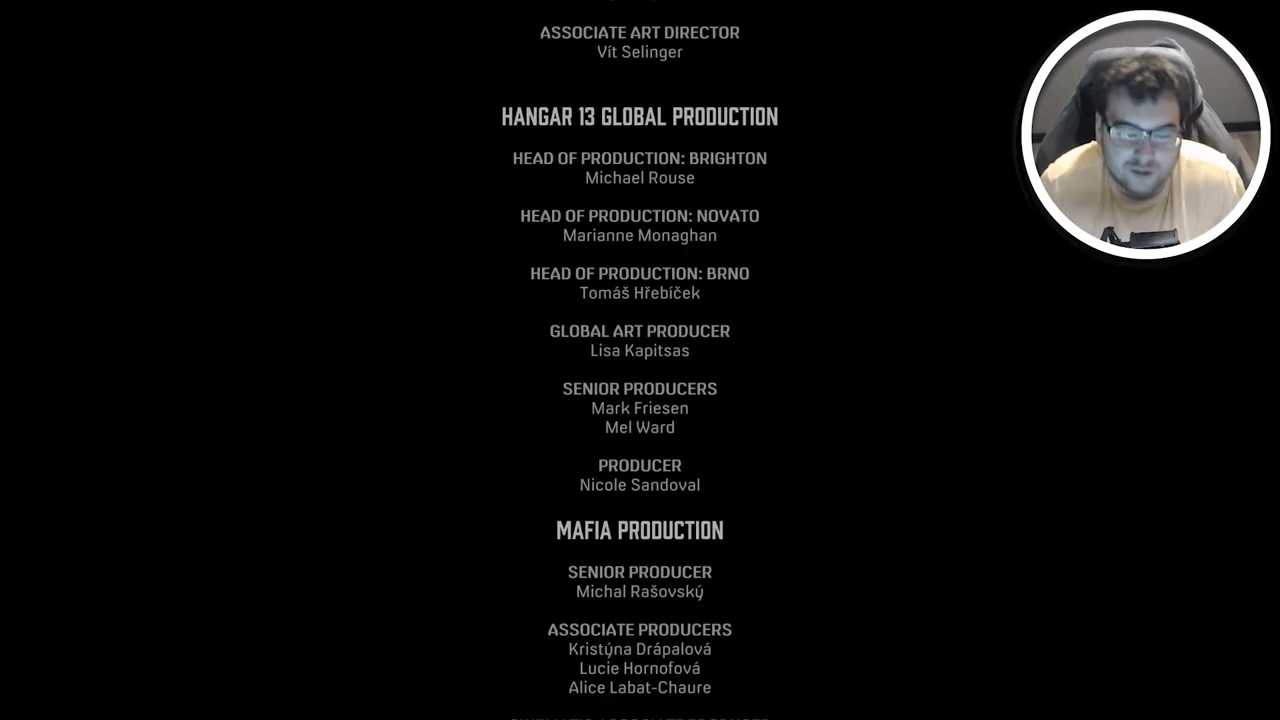 ASSOCIATE ART DIRECTOR
Vít Selinger
HANGAR 13 GLOBAL PRODUCTION
HEAD OF PRODUCTION: BRIGHTON
Michael Rouse
HEAD OF PRODUCTION: NOVATO
Marianne Monaghan
HEAD OF PRODUCTION: BRNO
Tomáš Hřebíček
GLOBAL ART PRODUCER
Lisa Kapitsas
SENIOR PRODUCERS
Mark Friesen
Mel Ward
PRODUCER
Nicole Sandoval
MAFIA PRODUCTION
SENIOR PRODUCER
Michal Rašovský
ASSOCIATE PRODUCERS
Kristýna Drápalová
Lucie Hornofová
Alice Labat-Chaure